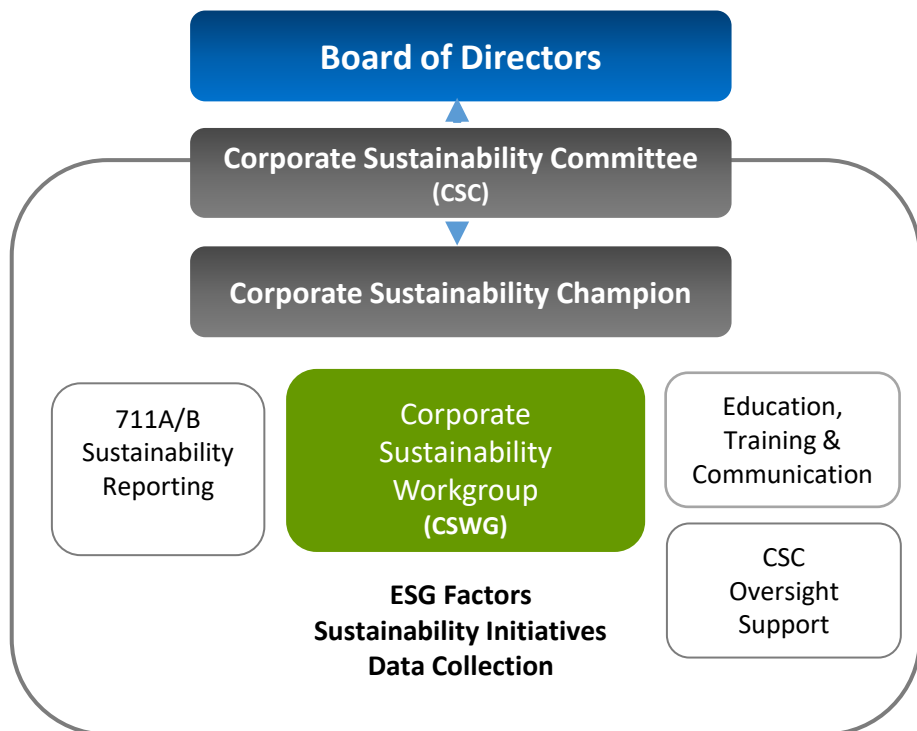 Board of Directors
Corporate Sustainability Committee
(CSC)
Corporate Sustainability Champion
711A/B
Sustainability
Reporting
Corporate
Sustainability
Workgroup
(CSWG)
Education,
Training &
Communication
CSC
Oversight
Support
ESG Factors
Sustainability Initiatives
Data Collection